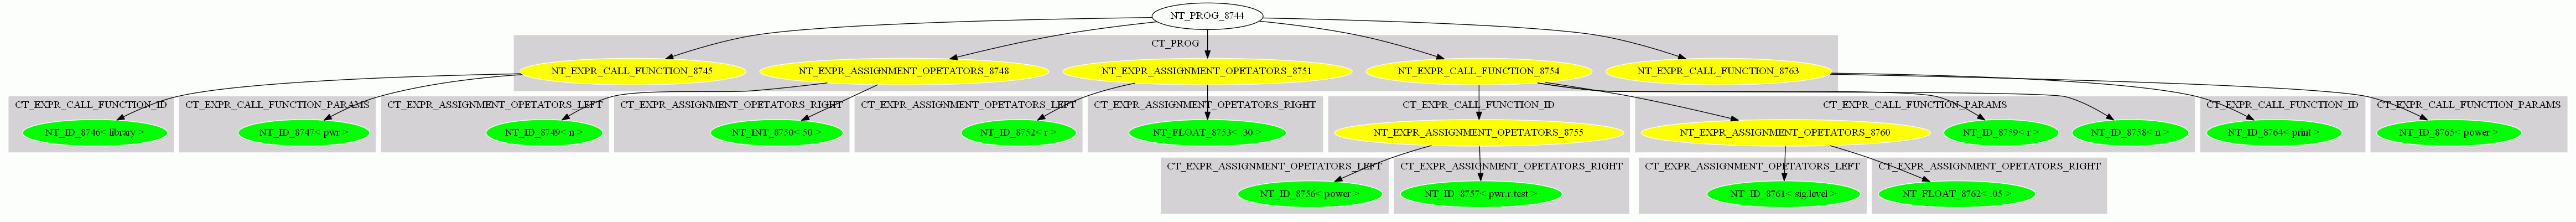 NT_PROG_8744
CT_PROG
NT_EXPR_CALL_FUNCTION_8745
NT_EXPR_ASSIGNMENT_OPETATORS_8748
NT_EXPR_ASSIGNMENT_OPETATORS_8751
NT_EXPR_CALL_FUNCTION_8754
NT_EXPR_CALL_FUNCTION_8763
CT_EXPR_CALL_FUNCTION_ID
CT_EXPR_CALL_FUNCTION_PARAMS
CT_EXPR_ASSIGNMENT_OPETATORS_LEFT
CT_EXPR_ASSIGNMENT_OPETATORS_RIGHT
CT_EXPR_ASSIGNMENT_OPETATORS_LEFT
CT_EXPR_ASSIGNMENT_OPETATORS_RIGHT
CT_EXPR_CALL_FUNCTION_ID
CT_EXPR_CALL_FUNCTION_PARAMS
CT_EXPR_CALL_FUNCTION_ID
CT_EXPR_CALL_FUNCTION_PARAMS
NT_ID_8746< library >
NT_ID_8747< pwr >
NT_ID_8749< n >
NT_INT_8750< 50 >
NT_ID_8752< r >
NT_FLOAT_8753< .30 >
NT_EXPR_ASSIGNMENT_OPETATORS_8755
NT_EXPR_ASSIGNMENT_OPETATORS_8760
NT_ID_8759< r >
NT_ID_8758< n >
NT_ID_8764< print >
NT_ID_8765< power >
CT_EXPR_ASSIGNMENT_OPETATORS_LEFT
CT_EXPR_ASSIGNMENT_OPETATORS_RIGHT
CT_EXPR_ASSIGNMENT_OPETATORS_LEFT
CT_EXPR_ASSIGNMENT_OPETATORS_RIGHT
NT_ID_8756< power >
NT_ID_8757< pwr.r.test >
NT_ID_8761< sig.level >
NT_FLOAT_8762< .05 >